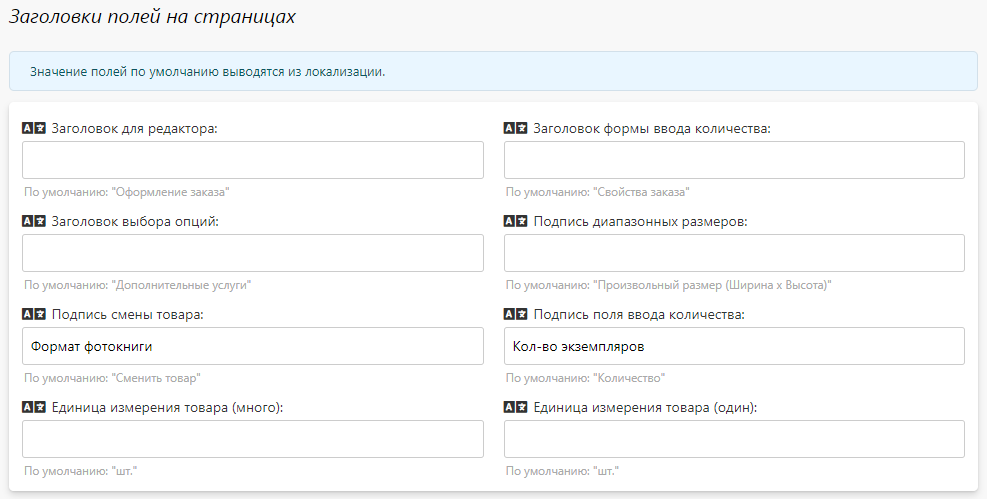 Заголовки полей на страницах
Значение полей по умолчанию выводятся из локализации.
Заголовок для редактора:
Заголовок формы ввода количества:
По умолчанию: "Оформление заказа"
По умолчанию: "Свойства заказа"
Заголовок выбора опций:
Подпись диапазонных размеров:
По умолчанию: "Дополнительные услуги"
По умолчанию: "Произвольный размер (Ширина x Высота)"
Подпись смены товара:
Подпись поля ввода количества:
Формат фотокниги
Кол-во экземпляров
По умолчанию: "Сменить товар"
По умолчанию: "Количество"
Единица измерения товара (много):
Единица измерения товара (один):
По умолчанию: "шт."
По умолчанию: "шт."